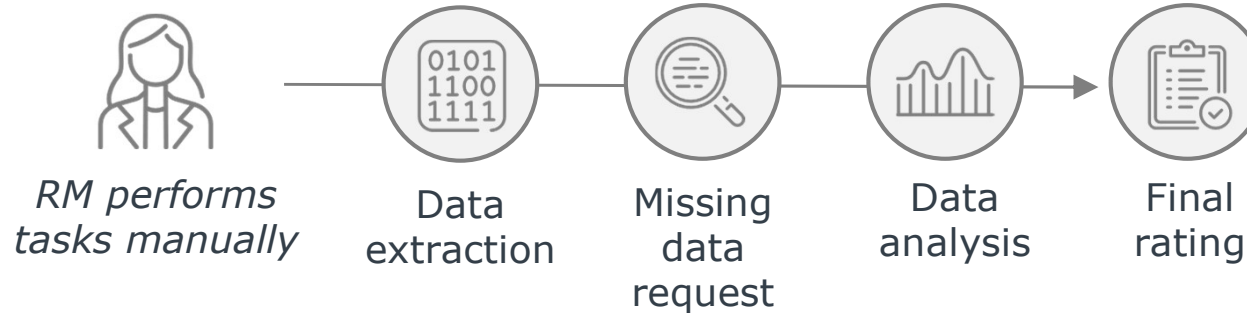 0101
1100
1111
RM performs
tasks manually
Data
extraction
Missing
data
request
Data
analysis
Final
rating